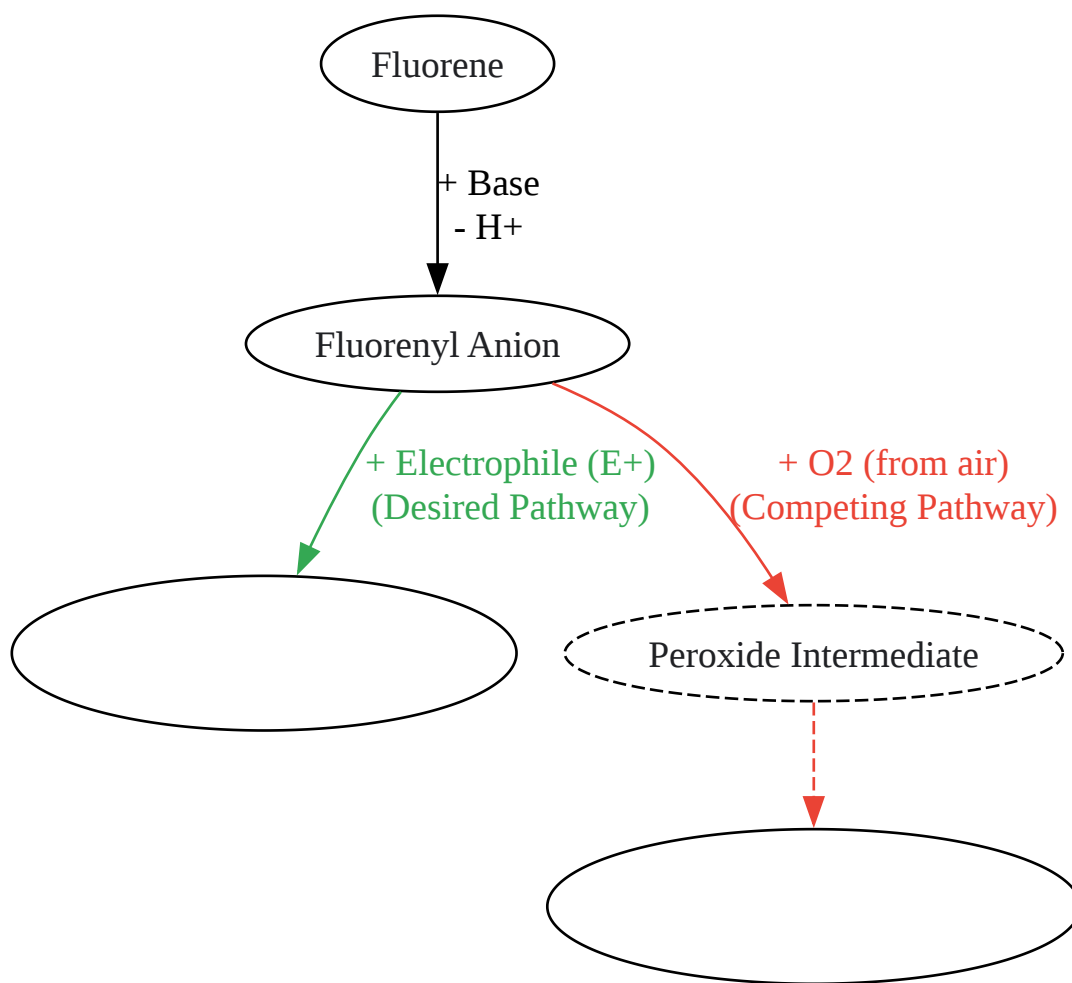 Fluorene
+ Base
- H+
Fluorenyl Anion
+ Electrophile (E+)
(Desired Pathway)
+ O2 (from air)
(Competing Pathway)
Peroxide Intermediate